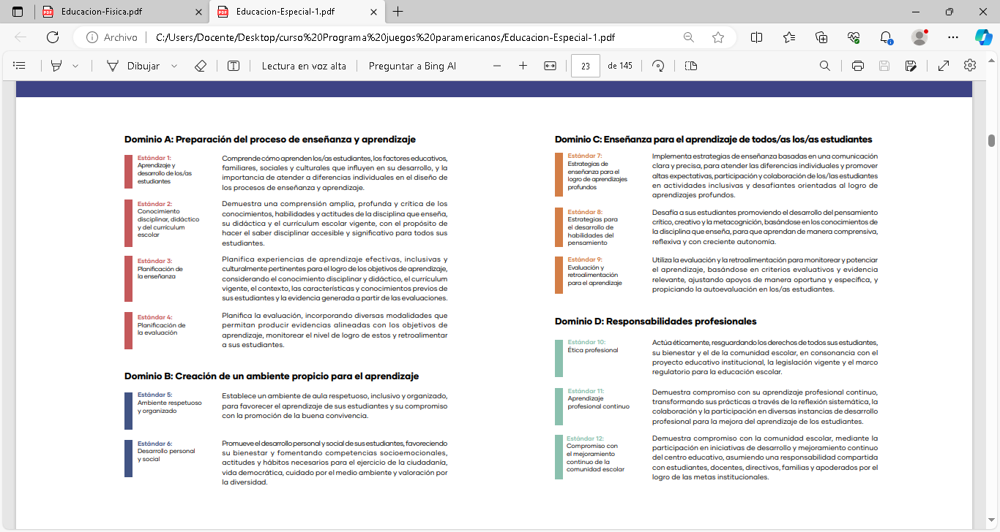 Educacion-Fisica.pdf
Educacion-Especial-1.pdf
Archivo
C:/Users/Docente/Desktop/curso%20Programa%20juegos%20paramericanos/Educacion-Especial-1.pdf
Dibujar
Lectura en voz alta
Preguntar a Bing AI
23
de 145
Dominio A: Preparación del proceso de enseñanza y aprendizaje
Estándar 1:
Aprendizaje y
desarrollo de los/as
estudiantes
Comprende cómo aprenden los/as estudiantes, los factores educativos,
familiares, sociales y culturales que influyen en su desarrollo, y la
importancia de atender a diferencias individuales en el diseño de
los procesos de enseñanza y aprendizaje.
Estándar 2:
Conocimiento
disciplinar, didáctico
y del currículum
escolar
Demuestra una comprensión amplia, profunda y crítica de los
conocimientos, habilidades y actitudes de la disciplina que enseña,
su didáctica y el currículum escolar vigente, con el propósito de
hacer el saber disciplinar accesible y significativo para todos sus
estudiantes.
Estándar 3:
Planificación de
la enseñanza
Planifica experiencias de aprendizaje efectivas, inclusivas y
culturalmente pertinentes para el logro de los objetivos de aprendizaje,
considerando el conocimiento disciplinar y didáctico, el currículum
vigente, el contexto, las características y conocimientos previos de
sus estudiantes y la evidencia generada a partir de las evaluaciones.
Estándar 4:
Planificación de
la evaluación
Planifica la evaluación, incorporando diversas modalidades que
permitan producir evidencias alineadas con los objetivos de
aprendizaje, monitorear el nivel de logro de estos y retroalimentar
a sus estudiantes.
Dominio B: Creación de un ambiente propicio para el aprendizaje
Estándar 5:
Ambiente respetuoso
y organizado
Establece un ambiente de aula respetuoso, inclusivo y organizado,
para favorecer el aprendizaje de sus estudiantes y su compromiso
con la promoción de la buena convivencia.
Estándar 6:
Desarrollo personal
y social
Promueve el desarrollo personal y social de sus estudiantes, favoreciendo
su bienestar y fomentando competencias socioemocionales,
actitudes y hábitos necesarios para el ejercicio de la ciudadanía,
vida democrática, cuidado por el medio ambiente y valoración por
la diversidad.
Dominio C: Enseñanza para el aprendizaje de todos/as los/as estudiantes
Estándar 7:
Estrategias de
enseñanza para el
logro de aprendizajes
profundos
Implementa estrategias de enseñanza basadas en una comunicación
clara y precisa, para atender las diferencias individuales y promover
altas expectativas, participación y colaboración de los/las estudiantes
en actividades inclusivas y desafiantes orientadas al logro de
aprendizajes profundos.
Estándar 8:
Estrategias para
el desarrollo de
habilidades del
pensamiento
Desafía a sus estudiantes promoviendo el desarrollo del pensamiento
crítico, creativo y la metacognición, basándose en los conocimientos de
la disciplina que enseña, para que aprendan de manera comprensiva,
reflexiva y con creciente autonomía.
Estándar 9:
Evaluación y
retroalimentación
para el aprendizaje
Utiliza la evaluación y la retroalimentación para monitorear y potenciar
el aprendizaje, basándose en criterios evaluativos y evidencia
relevante, ajustando apoyos de manera oportuna y específica, y
propiciando la autoevaluación en los/as estudiantes.
Dominio D: Responsabilidades profesionales
Estándar 10:
Ética profesional
Actúa éticamente, resguardando los derechos de todos sus estudiantes,
su bienestar y el de la comunidad escolar, en consonancia con el
proyecto educativo institucional, la legislación vigente y el marco
regulatorio para la educación escolar.
Estándar 11:
Aprendizaje
profesional continuo
Demuestra compromiso con su aprendizaje profesional continuo,
transformando sus prácticas a través de la reflexión sistemática, la
colaboración y la participación en diversas instancias de desarrollo
profesional para la mejora del aprendizaje de los estudiantes.
Estándar 12:
Compromiso con
el mejoramiento
continuo de la
comunidad escolar
Demuestra compromiso con la comunidad escolar, mediante la
participación en iniciativas de desarrollo y mejoramiento continuo
del centro educativo, asumiendo una responsabilidad compartida
con estudiantes, docentes, directivos, familias y apoderados por el
logro de las metas institucionales.